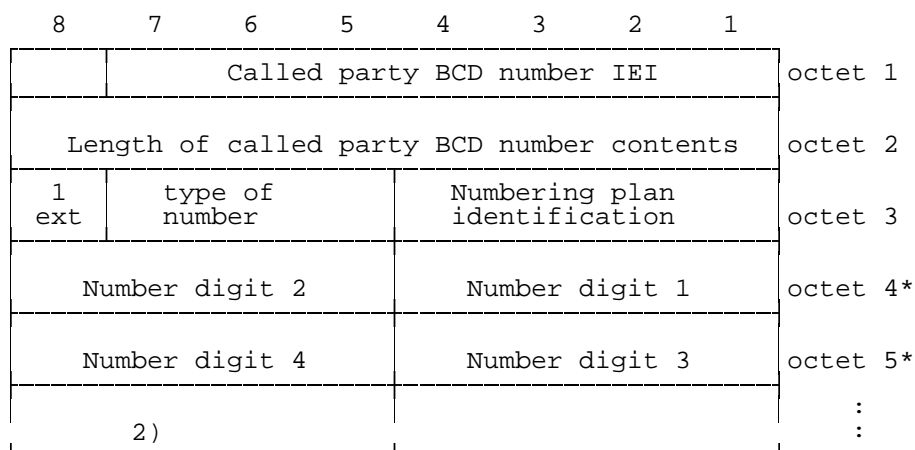 8 7 6 5 4 3 2 1
Called party BCD number IEI octet 1
Length of called party BCD number contents octet 2
1 type of Numbering plan
ext number identification octet 3
Number digit 2 Number digit 1 octet 4*
Number digit 4 Number digit 3 octet 5*
:
2) :